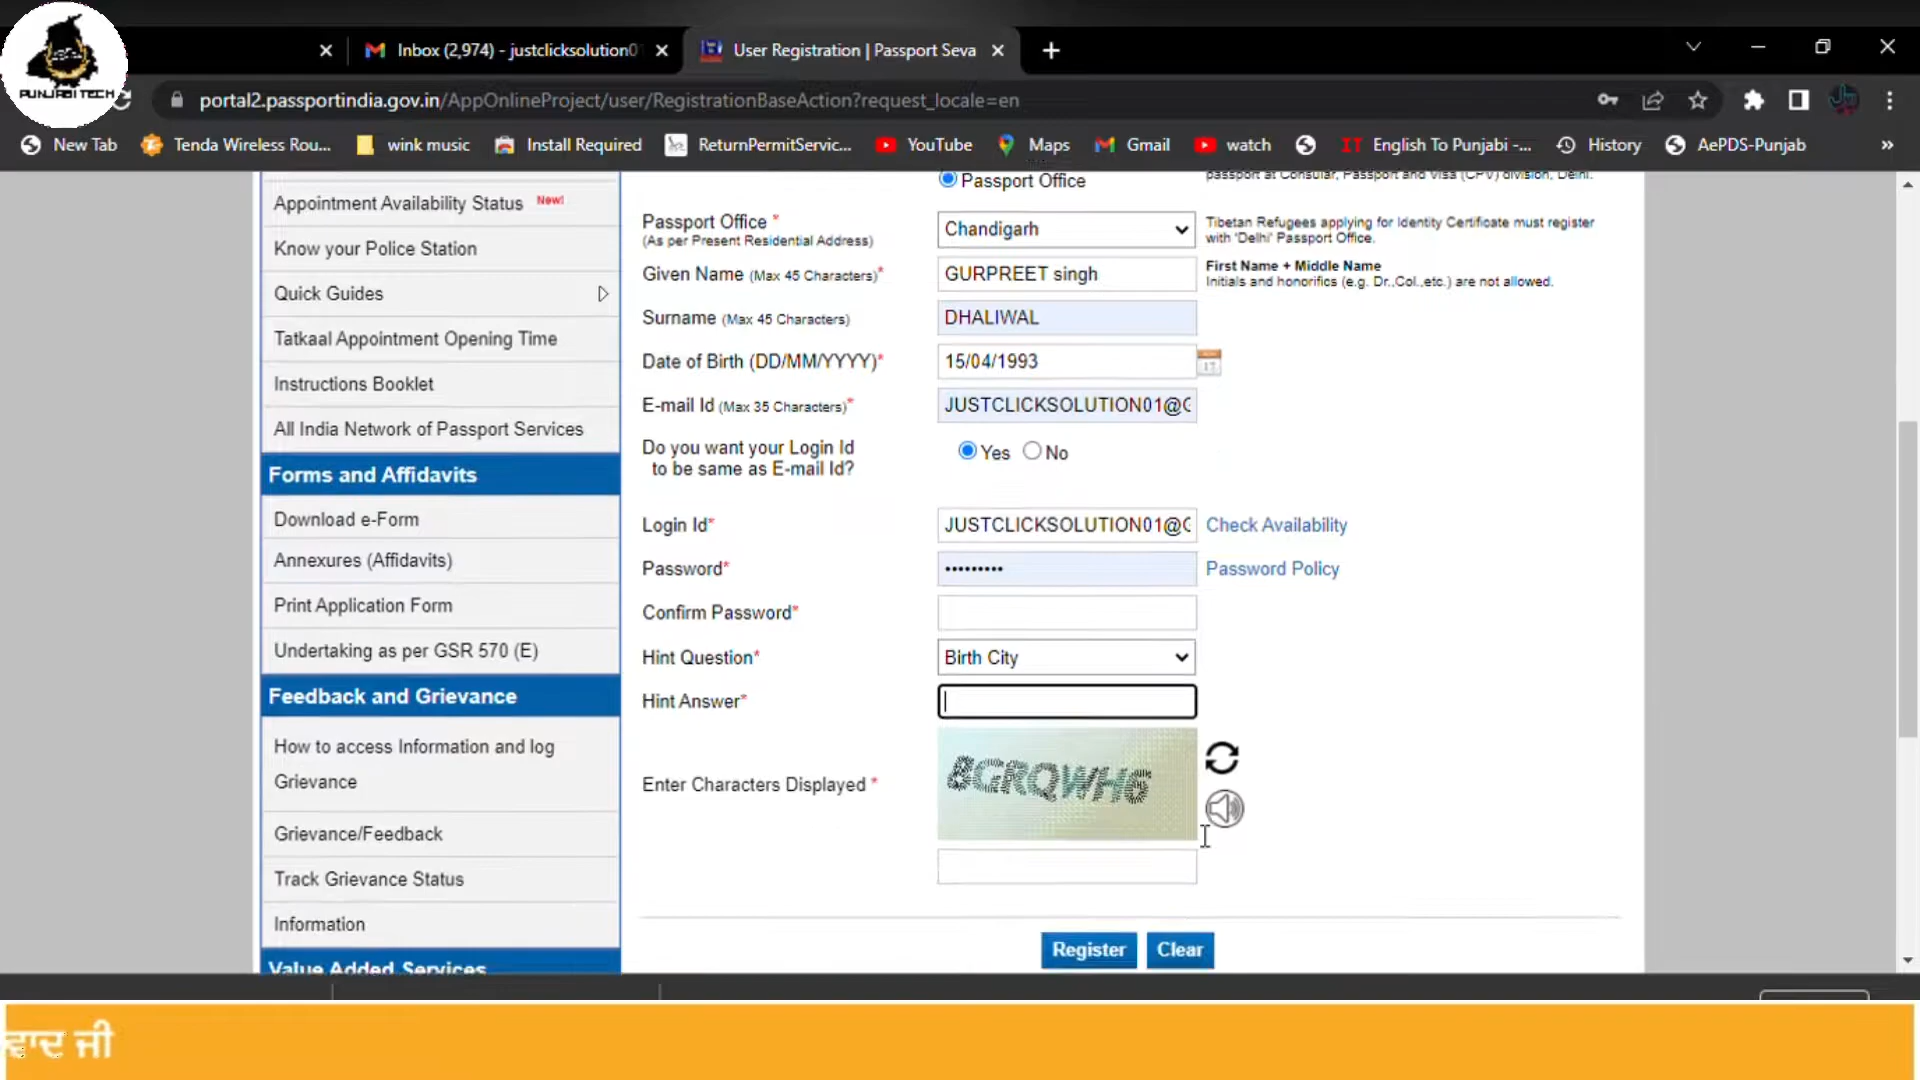 PUNJABI TECH
Inbox (2,974) - justclicksolution0
User Registration | Passport Seva
portal2.passportindia.gov.in/AppOnlineProject/user/RegistrationBaseAction?request_locale=en
New Tab
Tenda Wireless Rou...
wink music
Install Required
ReturnPermitServic...
YouTube
Maps
Gmail
watch
English To Punjabi -...
History
AePDS-Punjab
»
Appointment Availability Status New!
Know your Police Station
Quick Guides
Tatkaal Appointment Opening Time
Instructions Booklet
All India Network of Passport Services
Forms and Affidavits
Download e-Form
Annexures (Affidavits)
Print Application Form
Undertaking as per GSR 570 (E)
Feedback and Grievance
How to access Information and log
Grievance
Grievance/Feedback
Track Grievance Status
Information
Value Added Services
Passport Office
passport at Consular, Passport and Visa (CPV) division, Delhi.
Passport Office *
(As per Present Residential Address)
Chandigarh
Tibetan Refugees applying for Identity Certificate must register
with 'Delhi' Passport Office.
Given Name (Max 45 Characters)*
GURPREET singh
First Name + Middle Name
Initials and honorifics (e.g. Dr.,Col.,etc.) are not allowed.
Surname (Max 45 Characters)
DHALIWAL
Date of Birth (DD/MM/YYYY)*
15/04/1993
17
E-mail Id (Max 35 Characters)*
JUSTCLICKSOLUTION01@G
Do you want your Login Id
to be same as E-mail Id?
Yes No
Login Id*
JUSTCLICKSOLUTION01@G
Check Availability
Password*
•••••••••
Password Policy
Confirm Password*
Hint Question*
Birth City
Hint Answer*
8GRQWH6
Enter Characters Displayed *
Register
Clear
ਵਾਦ ਜੀ